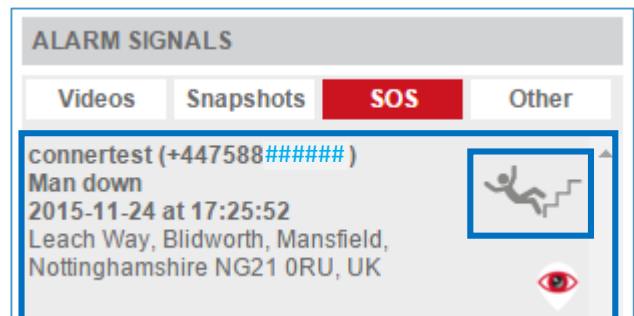 ALARM SIGNALS
Videos Snapshots SOS Other
connertest (+447588###### )
Man down
2015-11-24 at 17:25:52
Leach Way, Blidworth, Mansfield,
Nottinghamshire NG21 0RU, UK